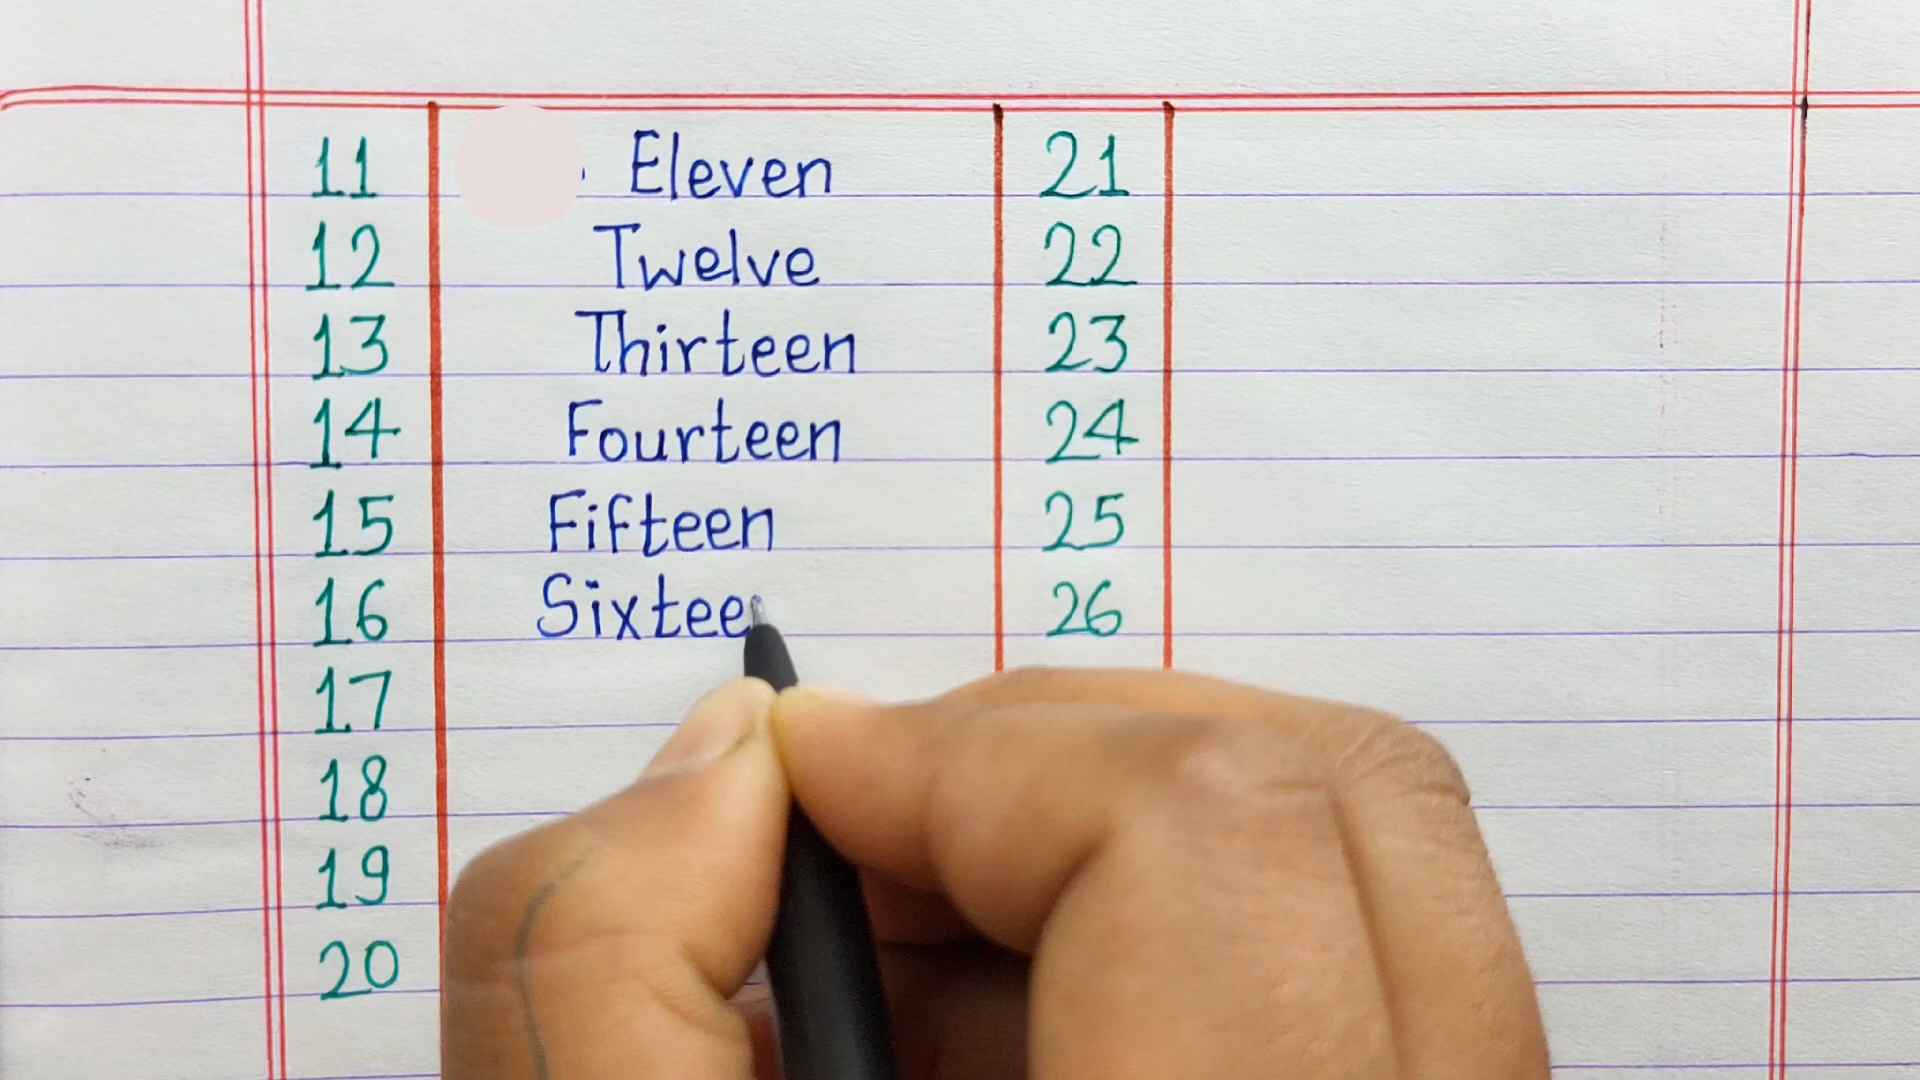 11 Eleven 21
12 Twelve 22
13 Thirteen 23
14 Fourteen 24
15 Fifteen 25
16 Sixtee 26
17
18
19
20